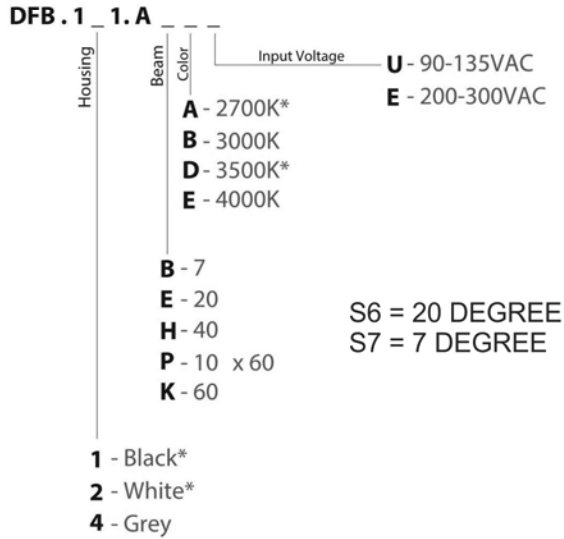 DFB . 1 _ 1. A _ _ _
Housing
Beam
Color
Input Voltage
U - 90-135VAC
E - 200-300VAC
A - 2700K*
B - 3000K
D - 3500K*
E - 4000K
B - 7
E - 20
H - 40
P - 10 x 60
K - 60
S6 = 20 DEGREE
S7 = 7 DEGREE
1 - Black*
2 - White*
4 - Grey